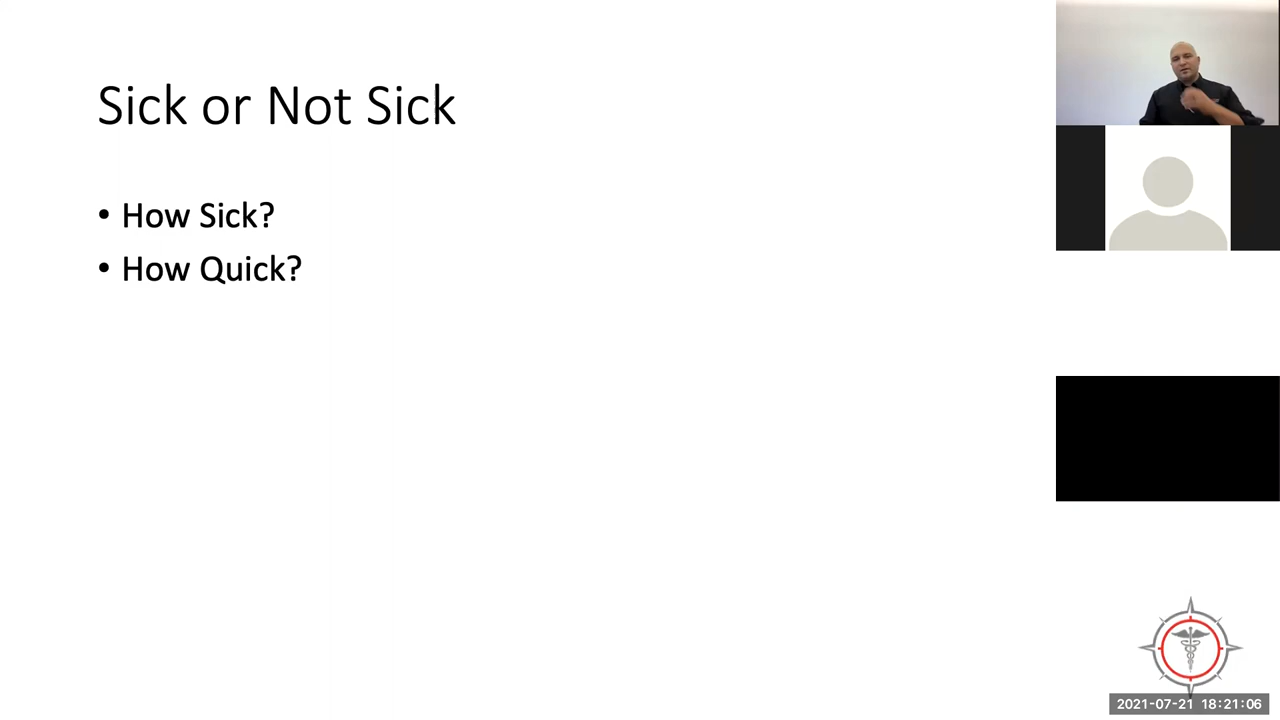 Sick or Not Sick
• How Sick?
• How Quick?
2021-07-21 18:21:06